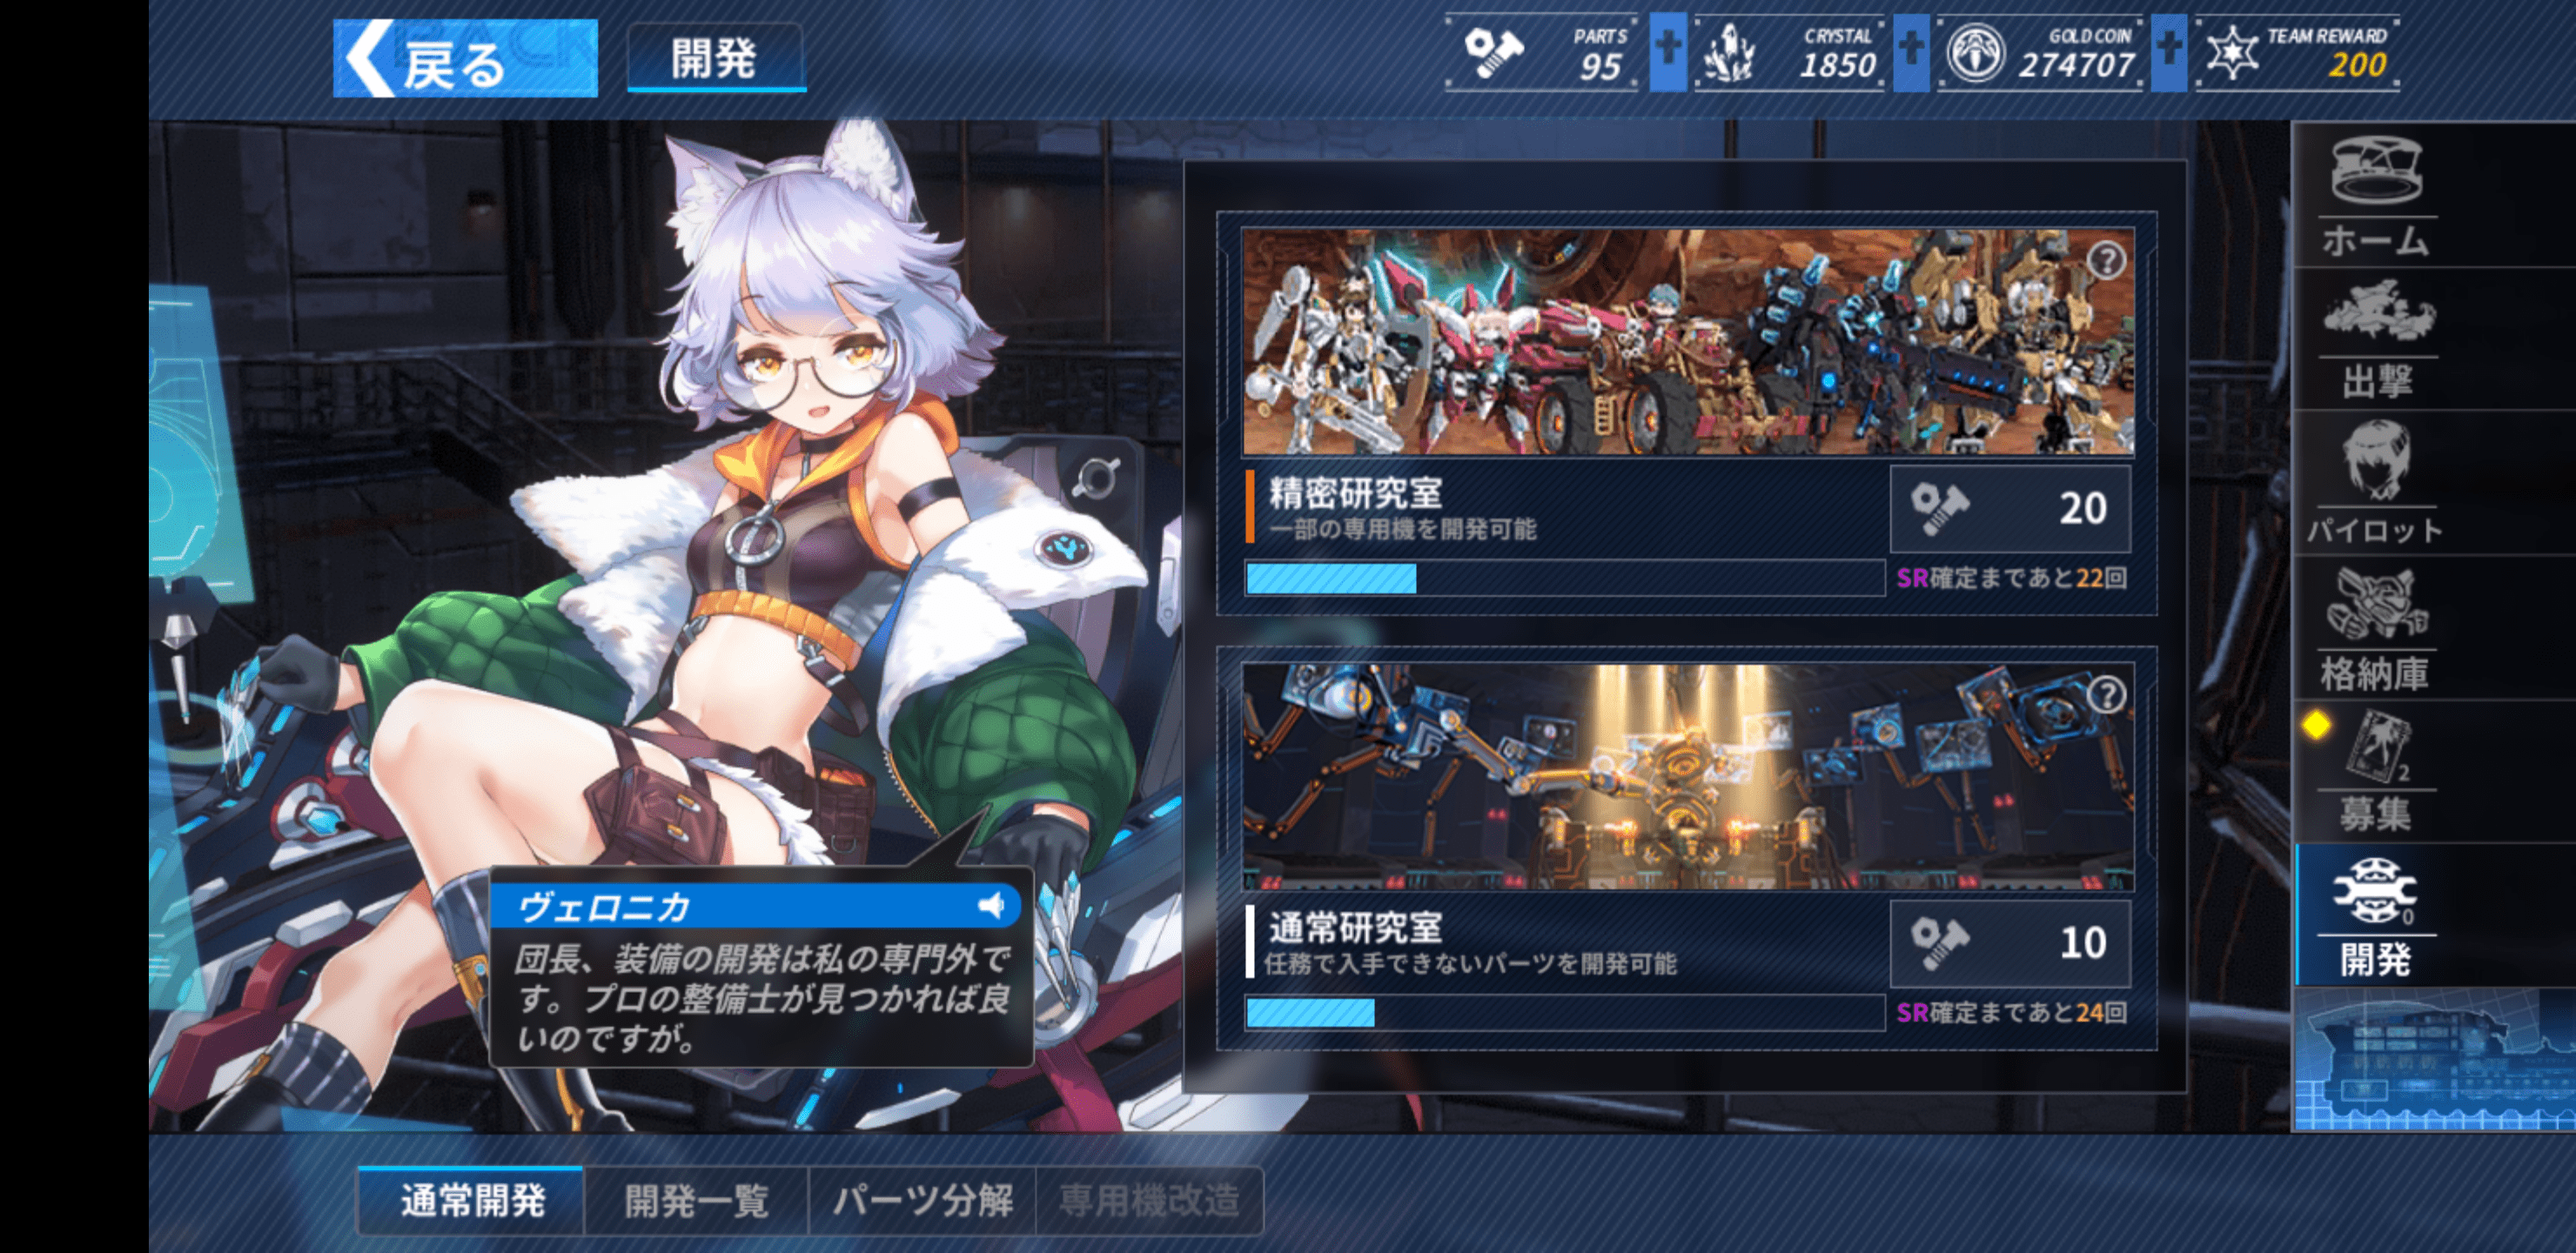 戻る
開発
PARTS
95
CRYSTAL
1850
GOLD COIN
274707
TEAM REWARD
200
精密研究室
一部の専用機を開発可能
20
SR確定まであと22回
通常研究室
任務で入手できないパーツを開発可能
10
SR確定まであと24回
ヴェロニカ
団長、装備の開発は私の専門外で
す。プロの整備士が見つかれば良
いのですが。
ホーム
出撃
パイロット
格納庫
2
募集
0
開発
通常開発
開発一覧
パーツ分解
専用機改造